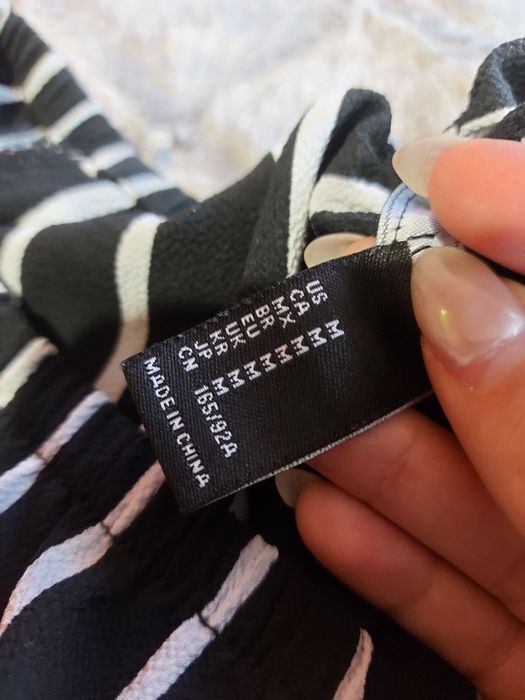 US M
CA M
MX M
BR M
EU M
UK M
KR M
JP M
CN 165/92A
MADE IN CHINA